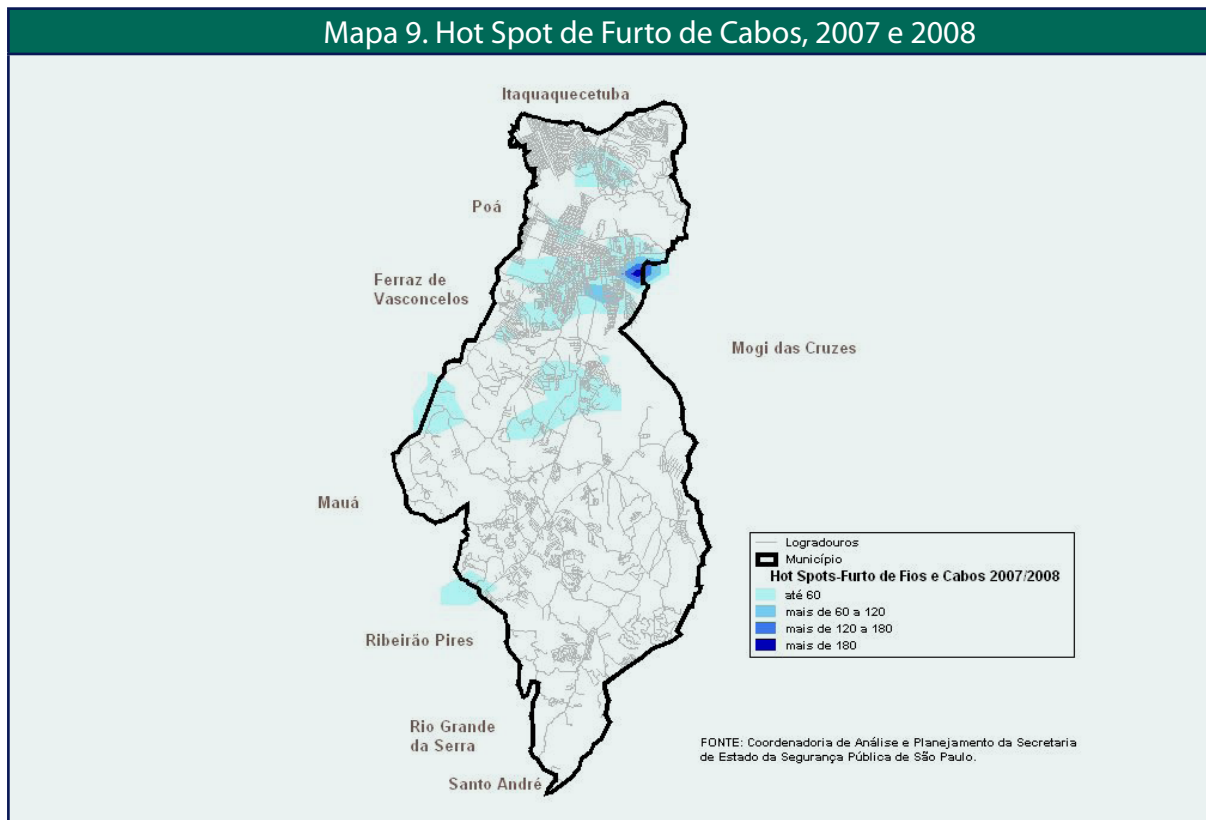 Mapa 9. Hot Spot de Furto de Cabos, 2007 e 2008
Itaquaquecetuba
Poá
Ferraz de
Vasconcelos
Mogi das Cruzes
Mauá
Logradouros
Município
Hot Spots-Furto de Fios e Cabos 2007/2008
até 60
mais de 60 a 120
mais de 120 a 180
mais de 180
Ribeirão Pires
Rio Grande
da Serra
Santo André
FONTE: Coordenadoria de Análise e Planejamento da Secretaria
de Estado da Segurança Pública de São Paulo.